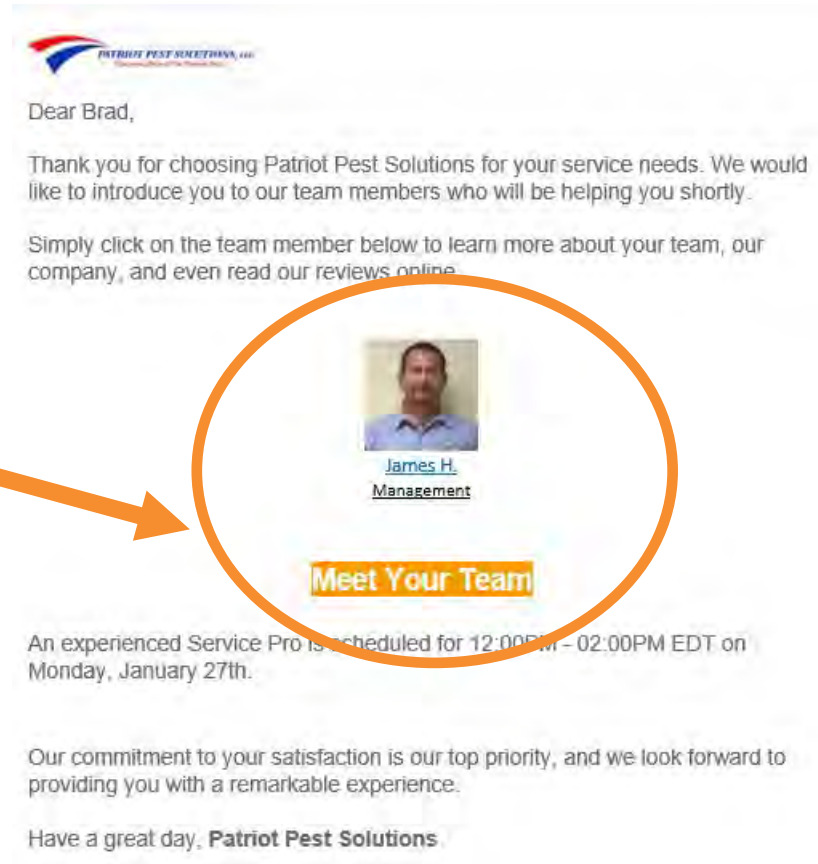 PATRIOT PEST SOLUTIONS, LLC
Dear Brad,
Thank you for choosing Patriot Pest Solutions for your service needs. We would
like to introduce you to our team members who will be helping you shortly.
Simply click on the team member below to learn more about your team, our
company, and even read our reviews online.
James H.
Management
Meet Your Team
An experienced Service Pro is scheduled for 12:00PM - 02:00PM EDT on
Monday, January 27th.
Our commitment to your satisfaction is our top priority, and we look forward to
providing you with a remarkable experience.
Have a great day, Patriot Pest Solutions